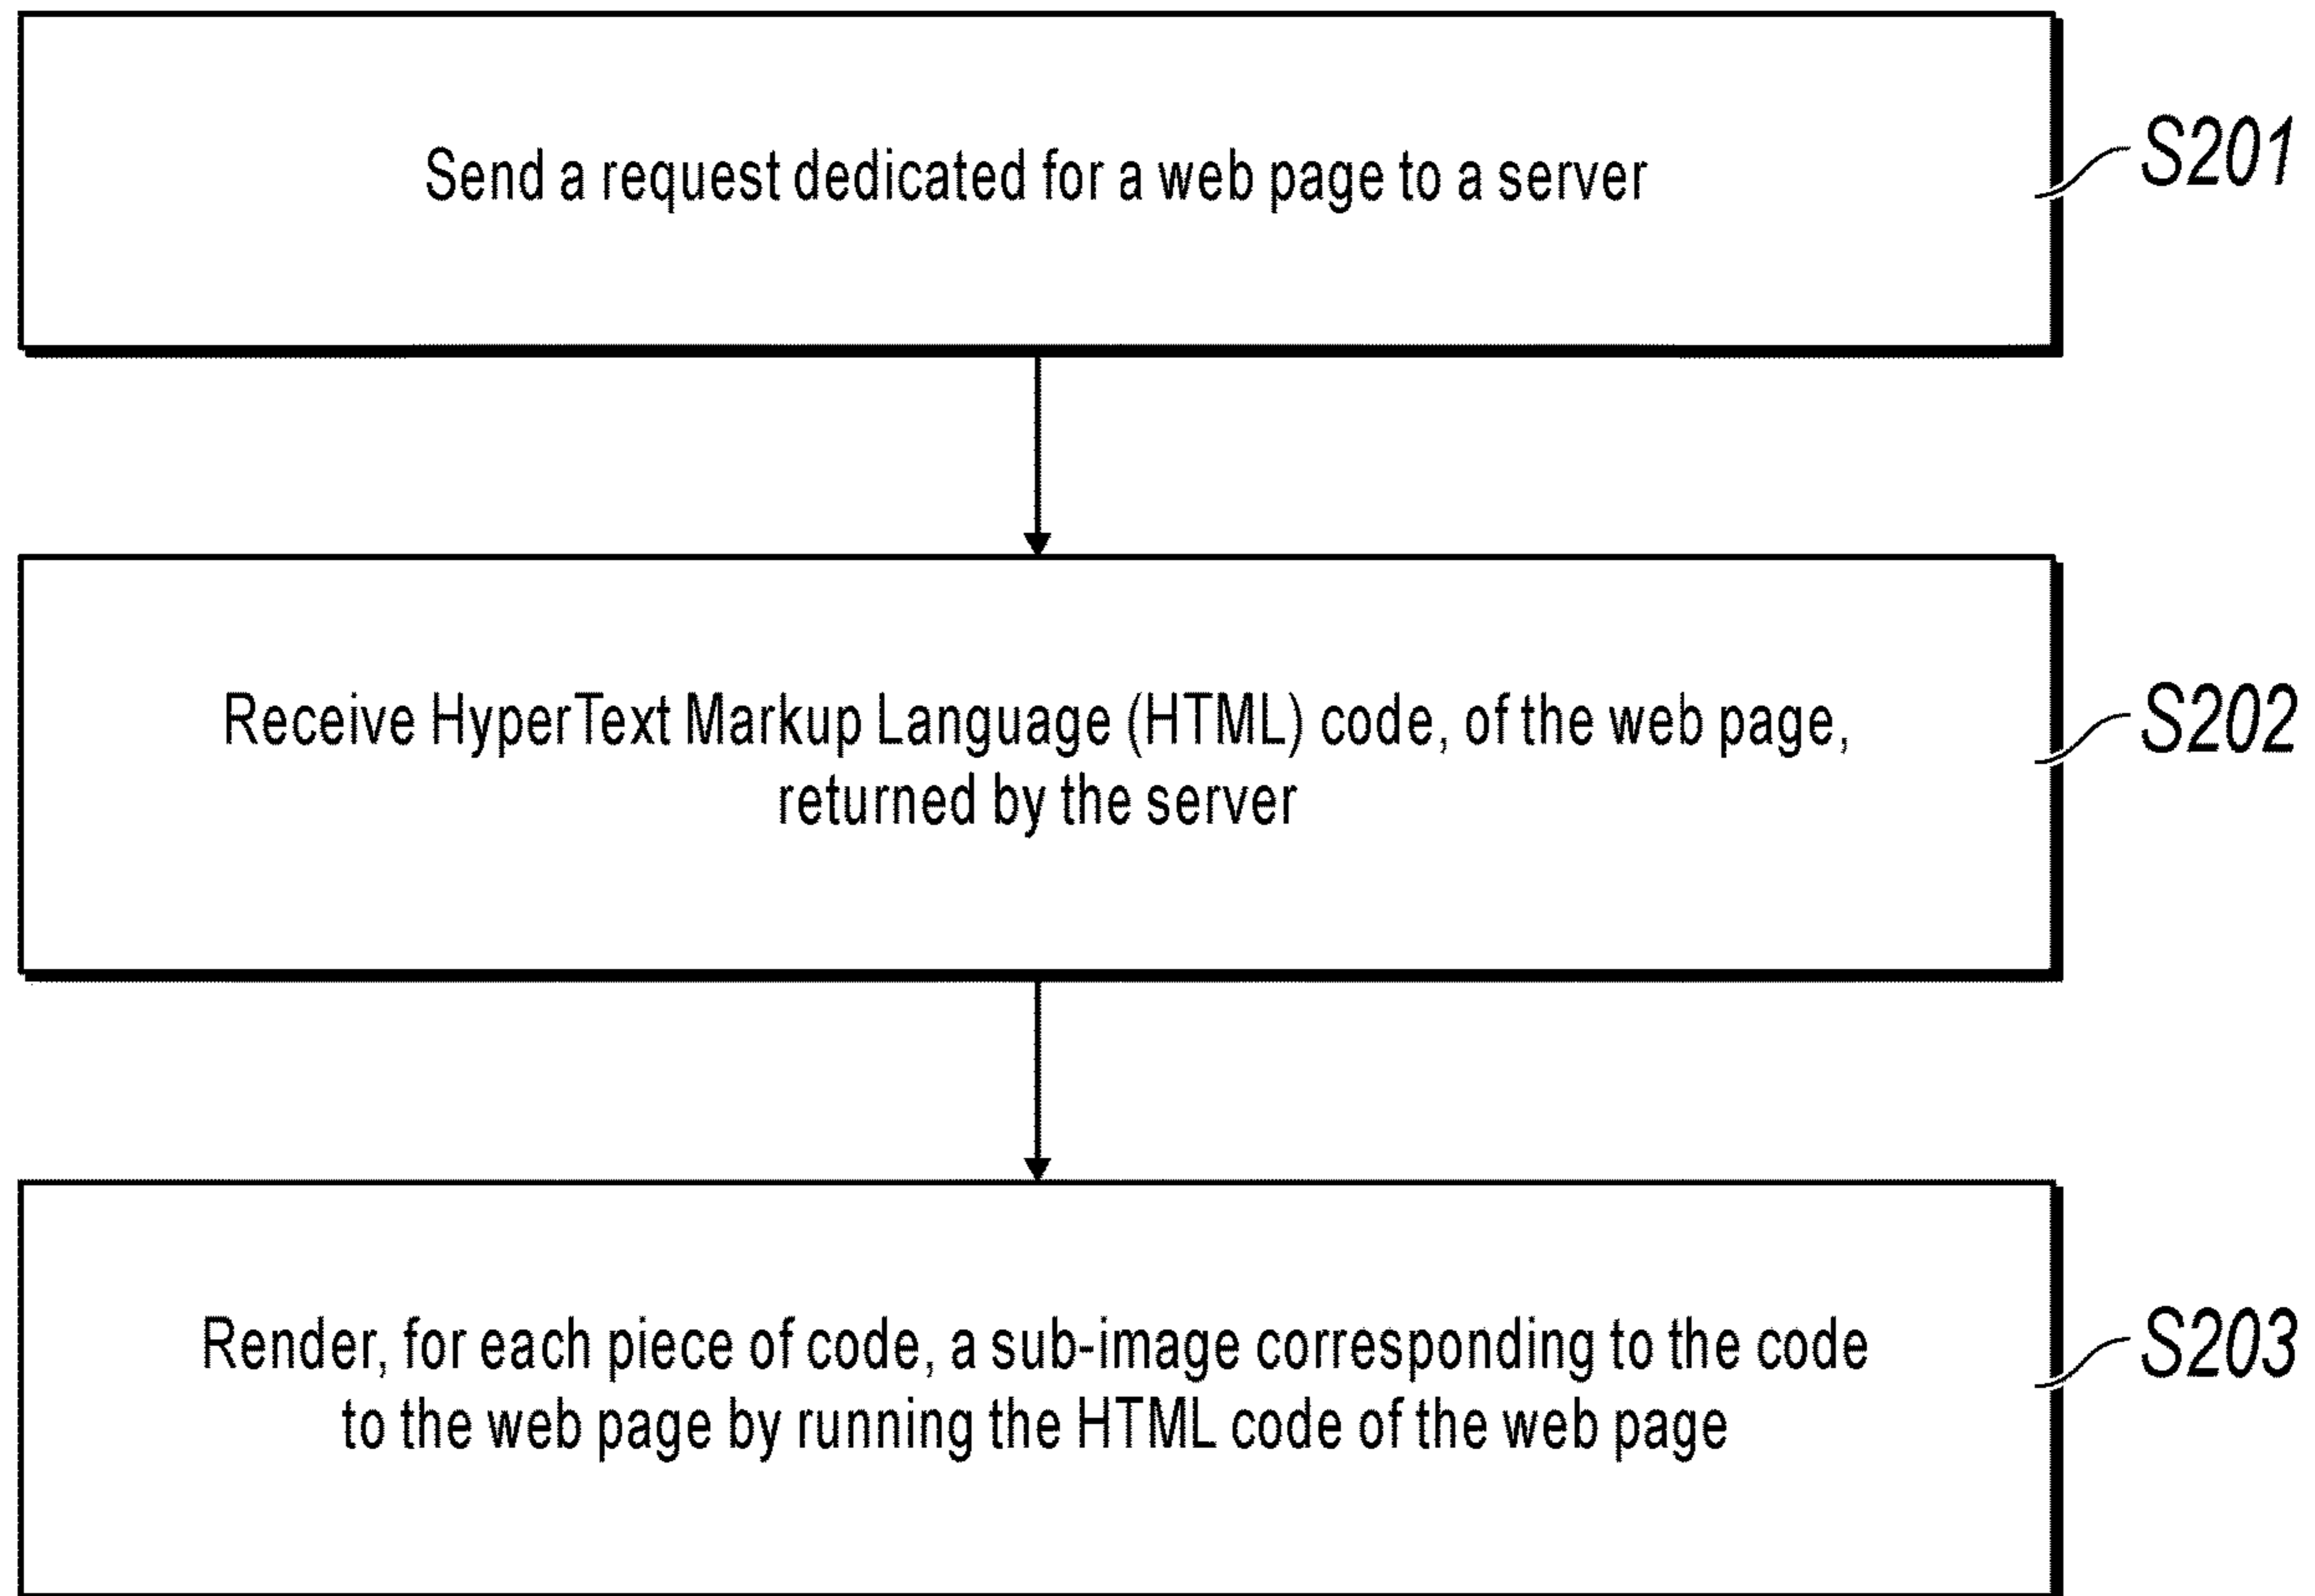 Send a request dedicated for a web page to a server
S201
Receive HyperText Markup Language (HTML) code, of the web page,
returned by the server
S202
Render, for each piece of code, a sub-image corresponding to the code
to the web page by running the HTML code of the web page
S203